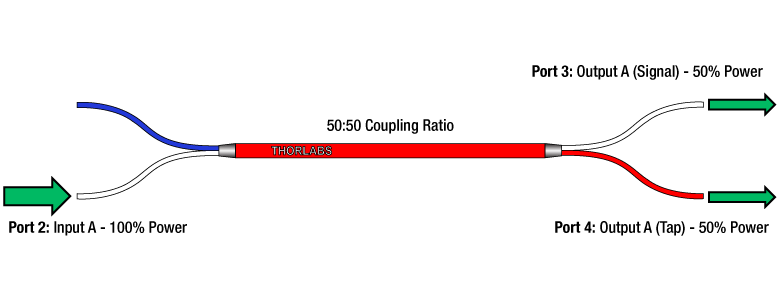 Port 3: Output A (Signal) - 50% Power
50:50 Coupling Ratio
THORLABS
Port 2: Input A - 100% Power
Port 4: Output A (Tap) - 50% Power